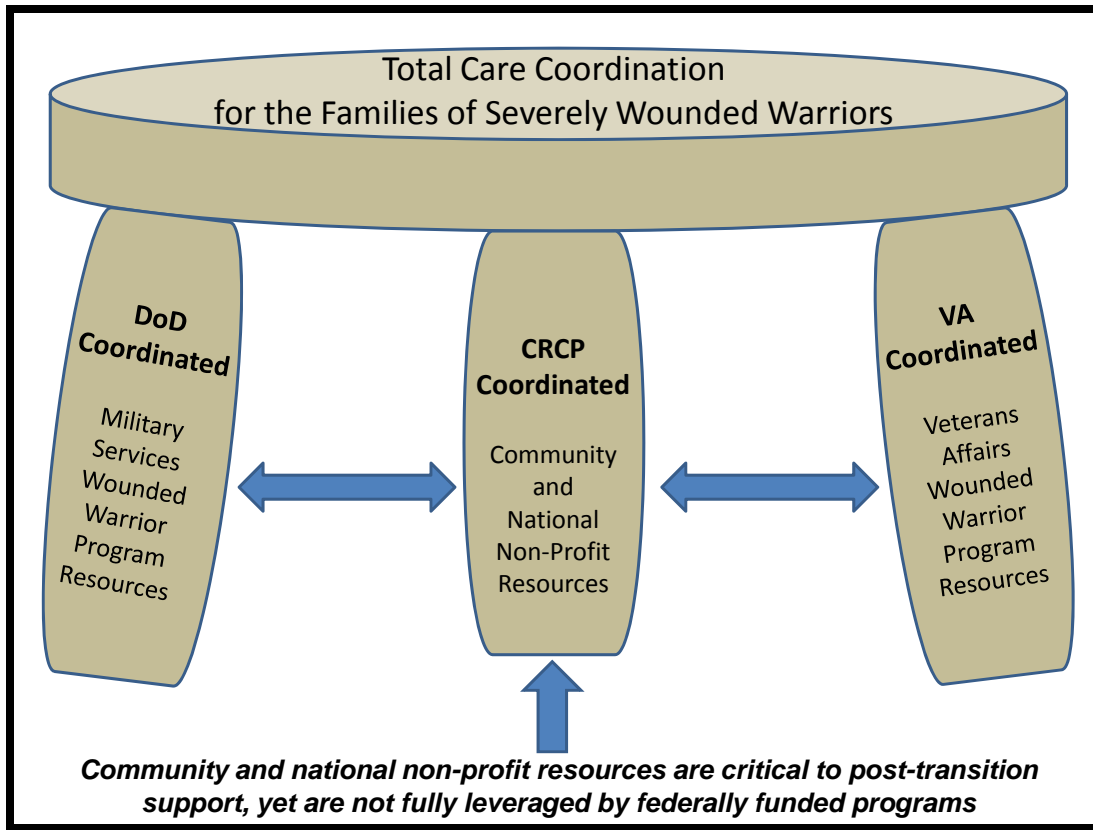 Total Care Coordination
for the Families of Severely Wounded Warriors
DoD
Coordinated
Military
Services
Wounded
Warrior
Program
Resources
CRCP
Coordinated
Community
and
National
Non-Profit
Resources
VA
Coordinated
Veterans
Affairs
Wounded
Warrior
Program
Resources
Community and national non-profit resources are critical to post-transition
support, yet are not fully leveraged by federally funded programs